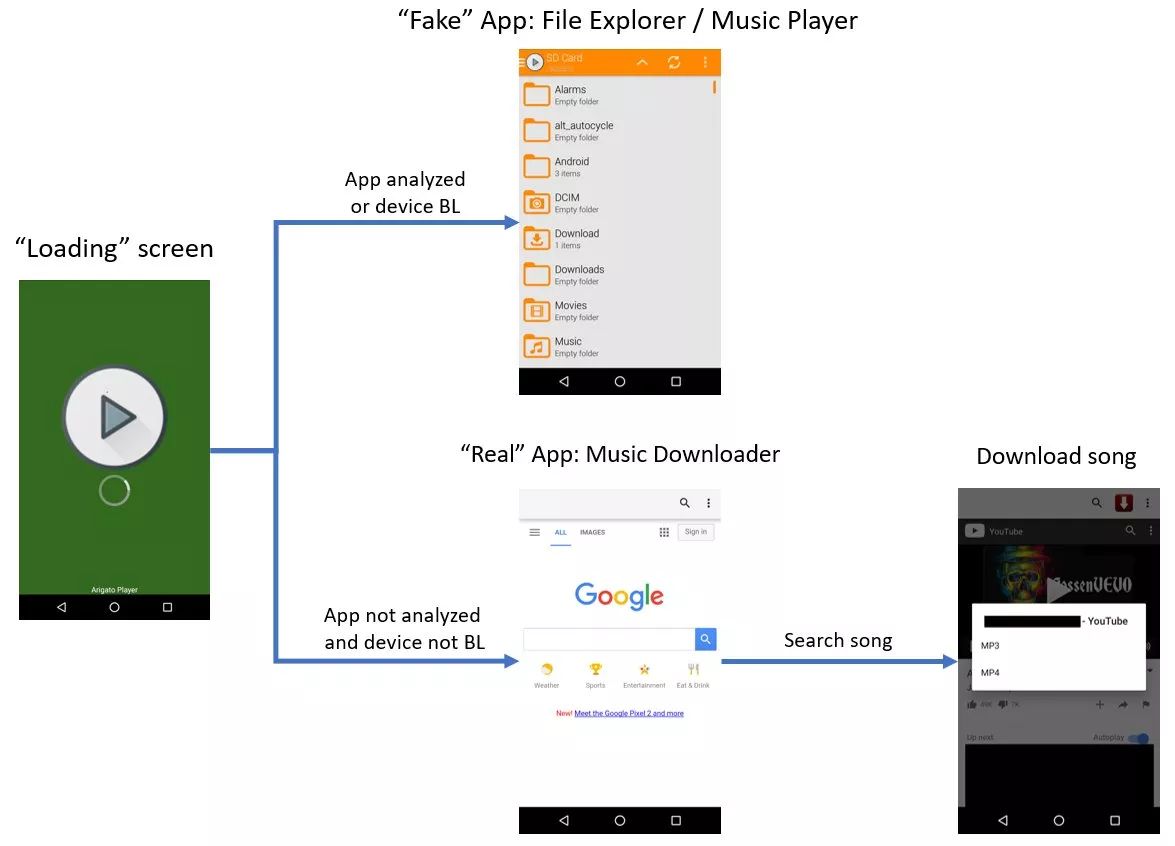 “Fake” App: File Explorer / Music Player
SD Card
Alarms
Empty folder
alt_autocycle
Empty folder
Android
3 items
DCIM
Empty folder
Download
1 items
Downloads
Empty folder
Movies
Empty folder
Music
Empty folder
App analyzed
or device BL
“Loading” screen
Arigato Player
App not analyzed
and device not BL
“Real” App: Music Downloader
ALL IMAGES Sign in
Google
Weather Sports Entertainment Eat & Drink
New! Meet the Google Pixel 2 and more
Search song
Download song
YouTube
- YouTube
MP3
MP4
49K 7K
Up next Autoplay